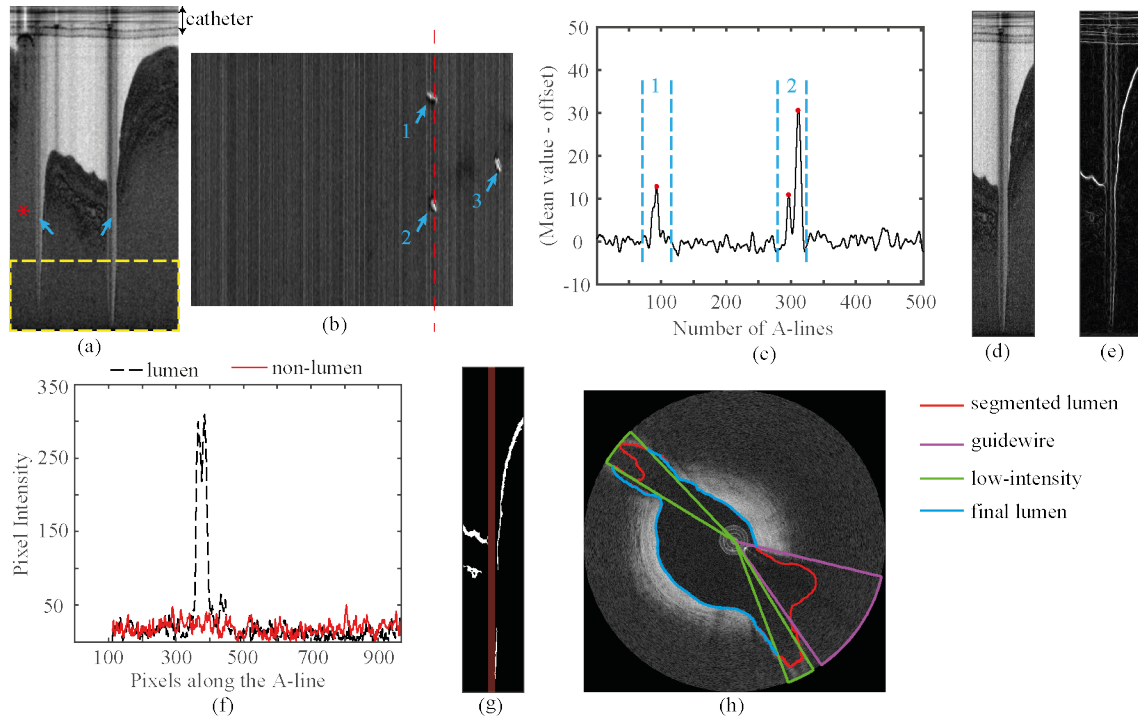 catheter
*
(a)
1
2
3
(b)
50
40
30
20
10
0
-10
1
2
100
200
300
400
500
(Mean value - offset)
Number of A-lines
(c)
(d)
(e)
lumen
non-lumen
350
250
150
50
100
300
500
700
900
Pixel Intensity
Pixels along the A-line
(f)
(g)
(h)
segmented lumen
guidewire
low-intensity
final lumen